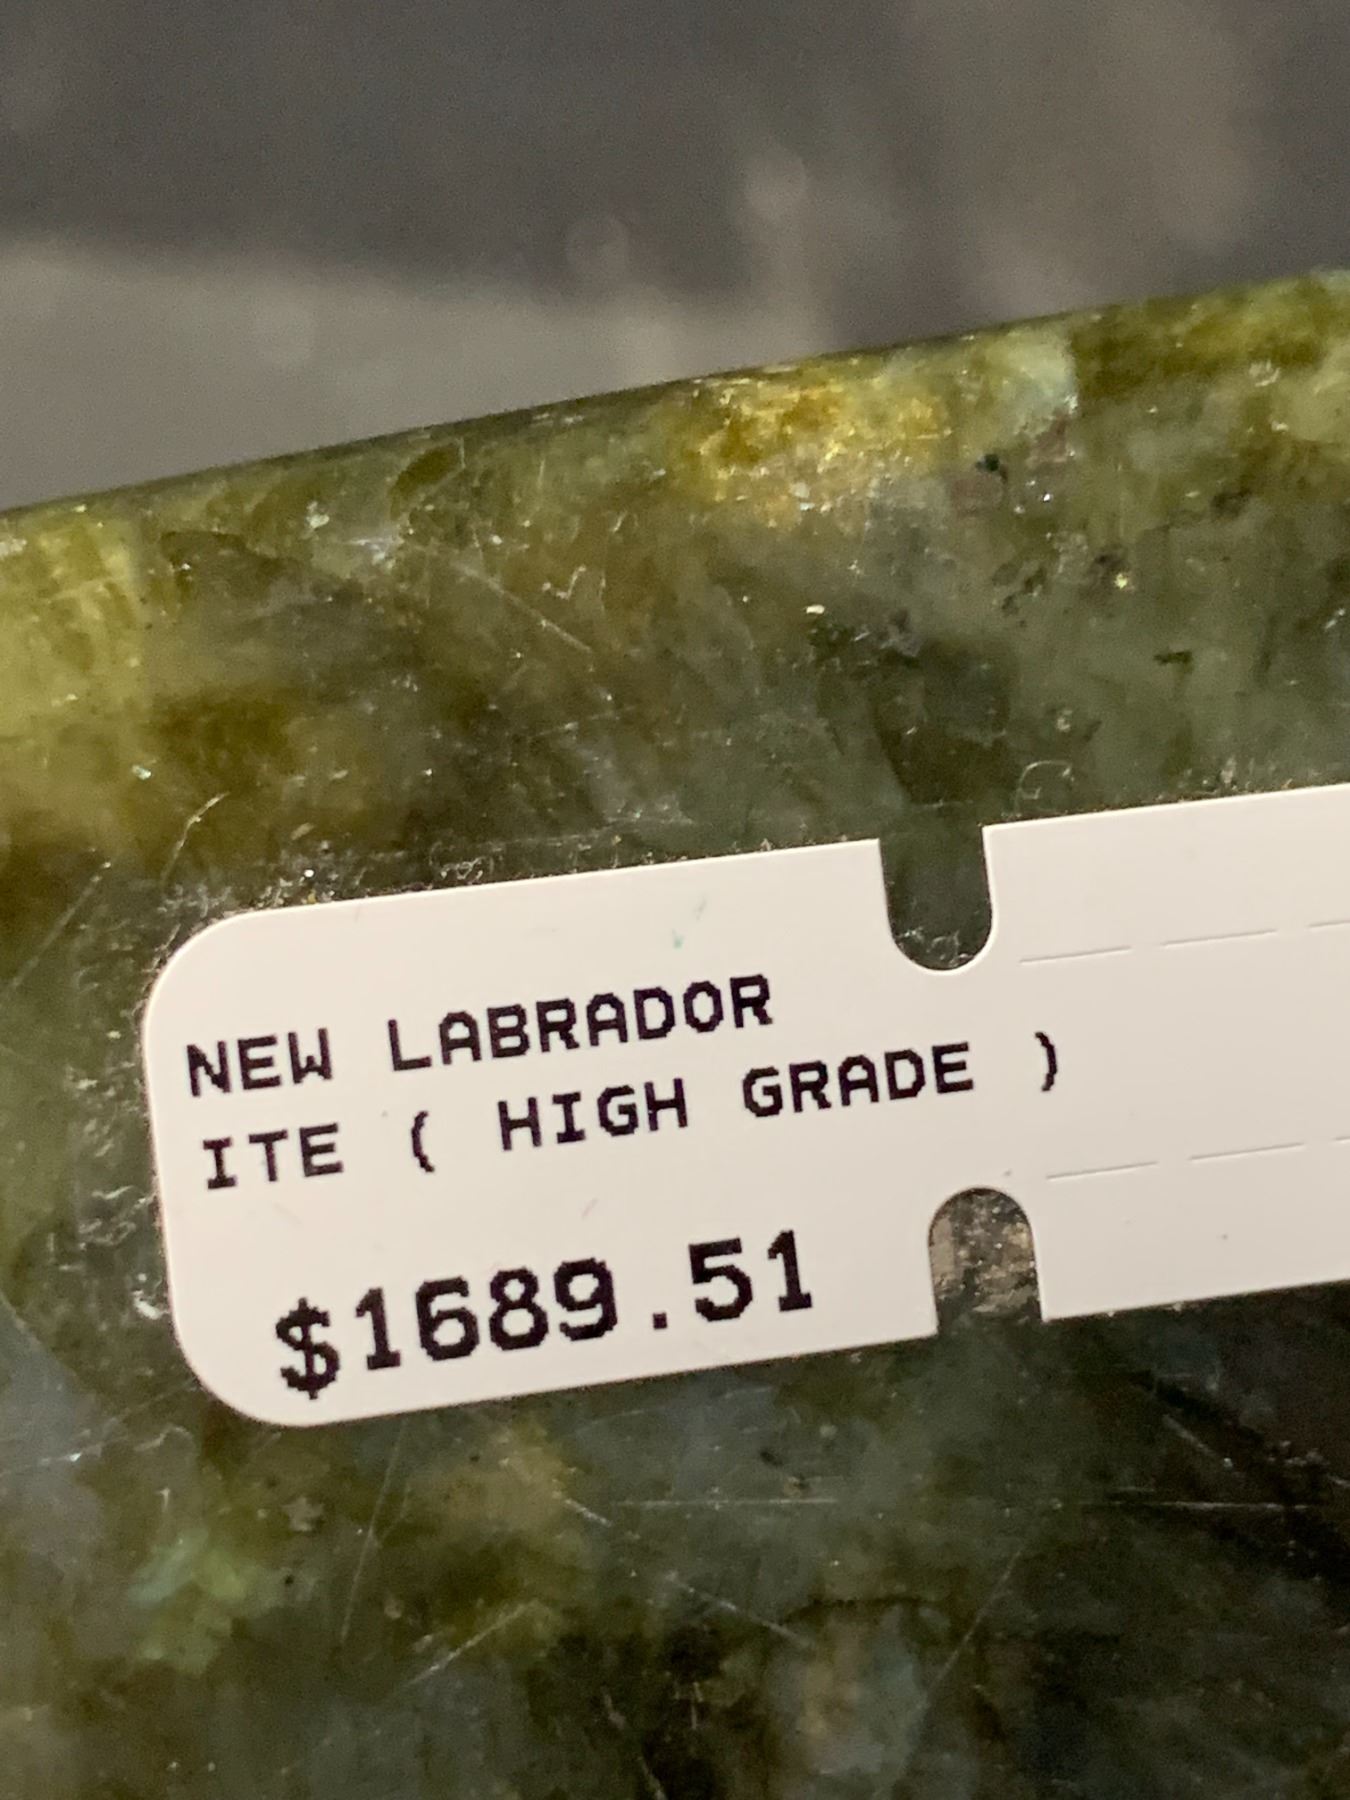 NEW LABRADOR
ITE ( HIGH GRADE )
$1689.51